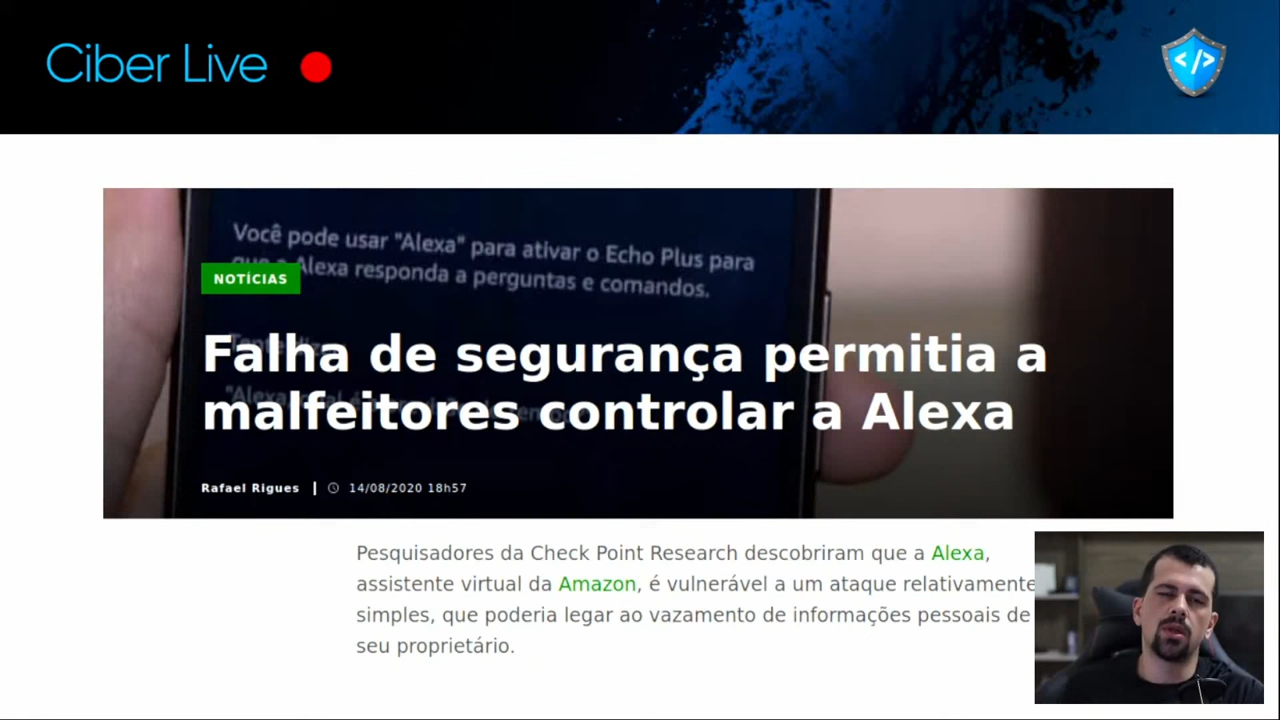 Ciber Live
</>
Você pode usar "Alexa" para ativar o Echo Plus para
que a Alexa responda a perguntas e comandos.
NOTÍCIAS
Falha de segurança permitia a
malfeitores controlar a Alexa
Rafael Rigues | 14/08/2020 18h57
Pesquisadores da Check Point Research descobriram que a Alexa,
assistente virtual da Amazon, é vulnerável a um ataque relativamente
simples, que poderia legar ao vazamento de informações pessoais de
seu proprietário.